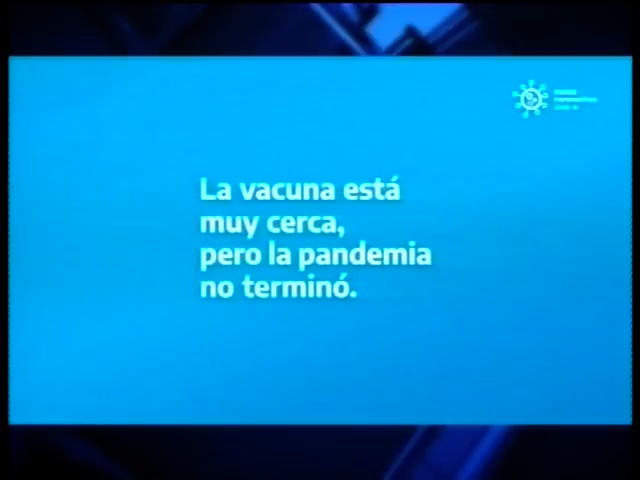 La vacuna está
muy cerca,
pero la pandemia
no terminó.